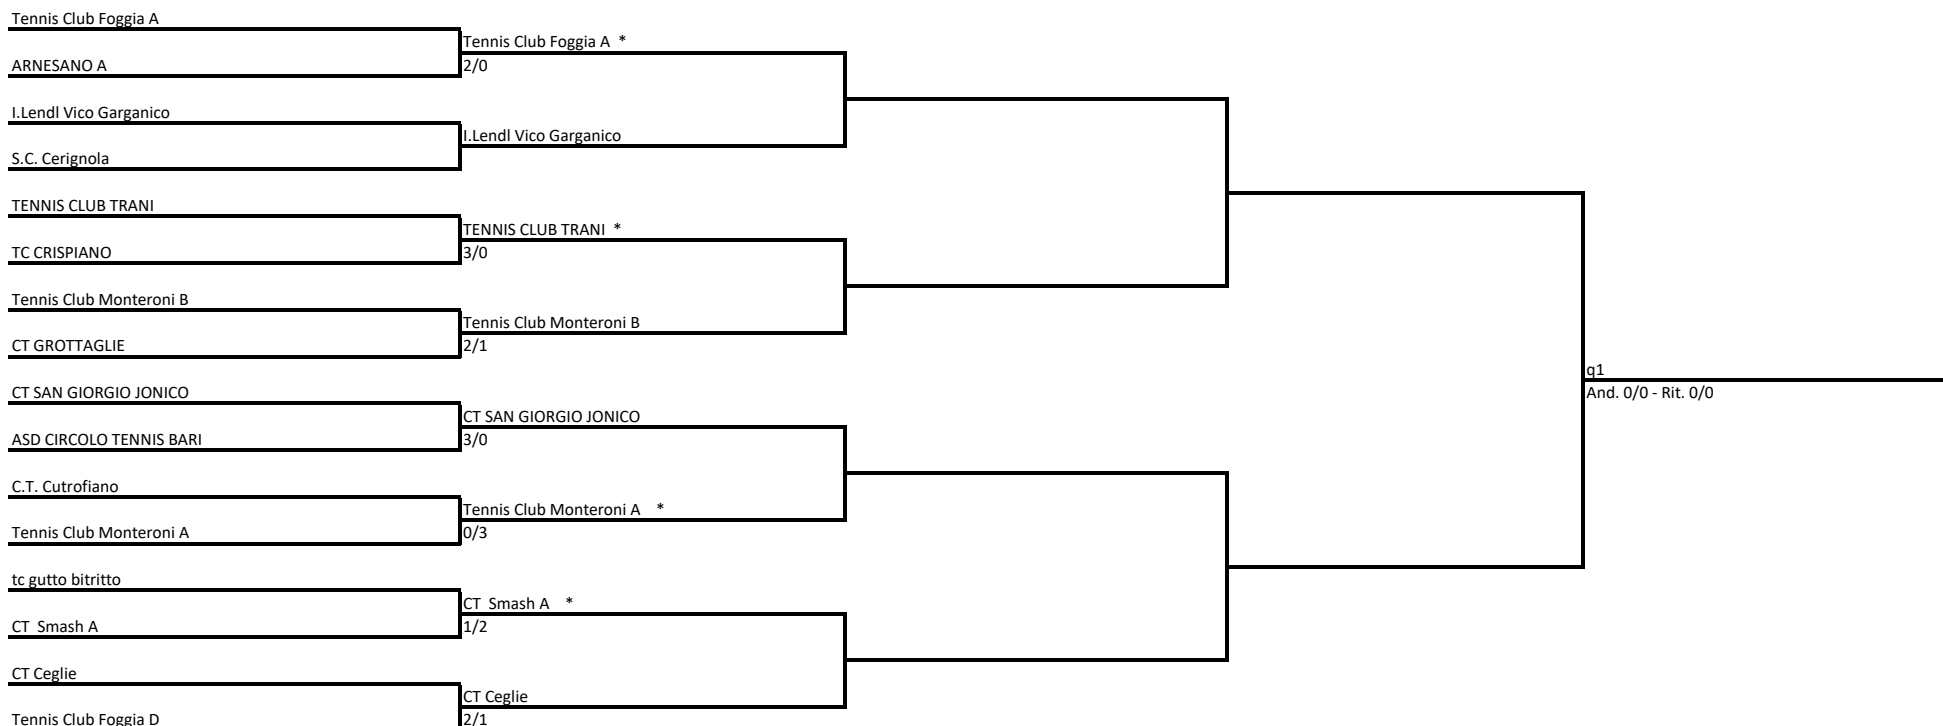 Tennis Club Foggia A
Tennis Club Foggia A *
ARNESANO A
2/0
I.Lendl Vico Garganico
I.Lendl Vico Garganico
S.C. Cerignola
TENNIS CLUB TRANI
TENNIS CLUB TRANI *
TC CRISPIANO
3/0
Tennis Club Monteroni B
Tennis Club Monteroni B
CT GROTTAGLIE
2/1
q1
And. 0/0 - Rit. 0/0
CT SAN GIORGIO JONICO
CT SAN GIORGIO JONICO
ASD CIRCOLO TENNIS BARI
3/0
C.T. Cutrofiano
Tennis Club Monteroni A *
Tennis Club Monteroni A
0/3
tc gutto bitritto
CT Smash A *
CT Smash A
1/2
CT Ceglie
CT Ceglie
Tennis Club Foggia D
2/1